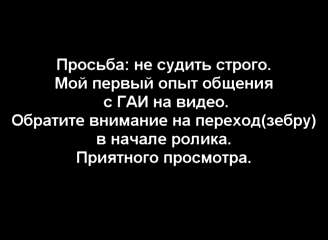 Просьба: не судить строго.
Мой первый опыт общения
с ГАИ на видео.
Обратите внимание на переход(зебру)
в начале ролика.
Приятного просмотра.